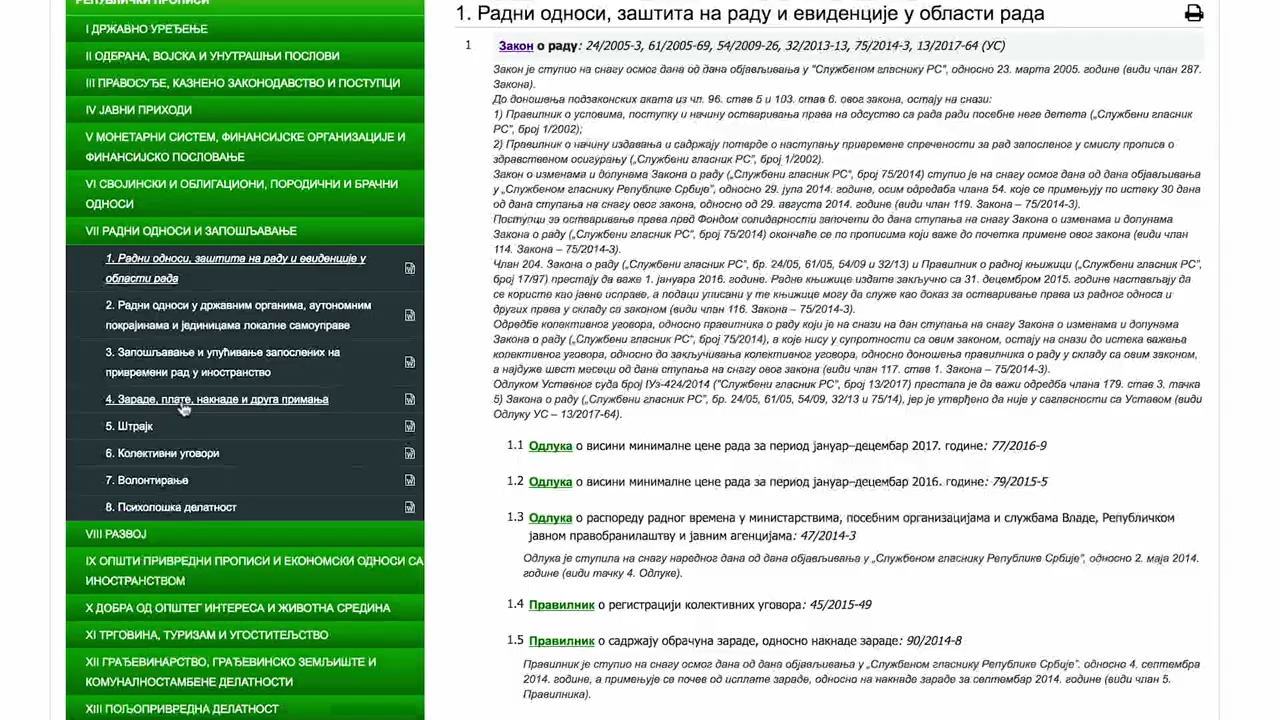 РЕПУБЛИЧКИ ПРОПИСИ
I ДРЖАВНО УРЕЂЕЊЕ
II ОДБРАНА, ВОЈСКА И УНУТРАШЊИ ПОСЛОВИ
III ПРАВОСУЂЕ, КАЗНЕНО ЗАКОНОДАВСТВО И ПОСТУПЦИ
IV ЈАВНИ ПРИХОДИ
V МОНЕТАРНИ СИСТЕМ, ФИНАНСИЈСКЕ ОРГАНИЗАЦИЈЕ И
ФИНАНСИЈСКО ПОСЛОВАЊЕ
VI СВОЈИНСКИ И ОБЛИГАЦИОНИ, ПОРОДИЧНИ И БРАЧНИ
ОДНОСИ
VII РАДНИ ОДНОСИ И ЗАПОШЉАВАЊЕ
1. Радни односи, заштита на раду и евиденције у
области рада
2. Радни односи у државним органима, аутономним
покрајинама и јединицама локалне самоуправе
3. Запошљавање и упућивање запослених на
привремени рад у иностранство
4. Зараде, плате, накнаде и друга примања
5. Штрајк
6. Колективни уговори
7. Волонтирање
8. Психолошка делатност
VIII РАЗВОЈ
IX ОПШТИ ПРИВРЕДНИ ПРОПИСИ И ЕКОНОМСКИ ОДНОСИ СА
ИНОСТРАНСТВОМ
X ДОБРА ОД ОПШТЕГ ИНТЕРЕСА И ЖИВОТНА СРЕДИНА
XI ТРГОВИНА, ТУРИЗАМ И УГОСТИТЕЉСТВО
XII ГРАЂЕВИНАРСТВО, ГРАЂЕВИНСКО ЗЕМЉИШТЕ И
КОМУНАЛНОСТАМБЕНЕ ДЕЛАТНОСТИ
XIII ПОЉОПРИВРЕДНА ДЕЛАТНОСТ
1. Радни односи, заштита на раду и евиденције у области рада
1 Закон о раду: 24/2005-3, 61/2005-69, 54/2009-26, 32/2013-13, 75/2014-3, 13/2017-64 (УС)
Закон је ступио на снагу осмог дана од дана објављивања у "Службеном гласнику РС", односно 23. марта 2005. године (види члан 287.
Закона).
До доношења подзаконских аката из чл. 96. став 5 и 103. став 6. овог закона, остају на снази:
1) Правилник о условима, поступку и начину остваривања права на одсуство са рада ради посебне неге детета („Службени гласник
РС", број 1/2002);
2) Правилник о начину издавања и садржају потврде о наступању привремене спречености за рад запосленог у смислу прописа о
здравственом осигурању („Службени гласник РС", број 1/2002).
Закон о изменама и допунама Закона о раду („Службени гласник РС", број 75/2014) ступио је на снагу осмог дана од дана објављивања
у „Службеном гласнику Републике Србије", односно 29. јула 2014. године, осим одредаба члана 54. које се примењују по истеку 30 дана
од дана ступања на снагу овог закона, односно од 29. августа 2014. године (види члан 119. Закона – 75/2014-3).
Поступци за остваривање права пред Фондом солидарности започети до дана ступања на снагу Закона о изменама и допунама
Закона о раду („Службени гласник РС", број 75/2014) окончаће се по прописима који важе до почетка примене овог закона (види члан
114. Закона – 75/2014-3).
Члан 204. Закона о раду („Службени гласник РС", бр. 24/05, 61/05, 54/09 и 32/13) и Правилник о радној књижици („Службени гласник РС",
број 17/97) престају да важе 1. јануара 2016. године. Радне књижице издате закључно са 31. децембром 2015. године настављају да
се користе као јавне исправе, а подаци уписани у те књижице могу да служе као доказ за остваривање права из радног односа и
других права у складу са законом (види члан 116. Закона – 75/2014-3).
Одредбе колективног уговора, односно правилника о раду који је на снази на дан ступања на снагу Закона о изменама и допунама
Закона о раду („Службени гласник РС", број 75/2014), а које нису у супротности са овим законом, остају на снази до истека важења
колективног уговора, односно до закључивања колективног уговора, односно доношења правилника о раду у складу са овим законом,
а најдуже шест месеци од дана ступања на снагу овог закона (види члан 117. став 1. Закона – 75/2014-3).
Одлуком Уставног суда број IУз-424/2014 ("Службени гласник РС", број 13/2017) престала је да важи одредба члана 179. став 3. тачка
5) Закона о раду („Службени гласник РС", бр. 24/05, 61/05, 54/09, 32/13 и 75/14), јер је утврђено да није у сагласности са Уставом (види
Одлуку УС – 13/2017-64).
1.1 Одлука о висини минималне цене рада за период јануар–децембар 2017. године: 77/2016-9
1.2 Одлука о висини минималне цене рада за период јануар–децембар 2016. године: 79/2015-5
1.3 Одлука о распореду радног времена у министарствима, посебним организацијама и службама Владе, Републичком
јавном правобранилаштву и јавним агенцијама: 47/2014-3
Одлука је ступила на снагу наредног дана од дана објављивања у „Службеном гласнику Републике Србије", односно 2. маја 2014.
године (види тачку 4. Одлуке).
1.4 Правилник о регистрацији колективних уговора: 45/2015-49
1.5 Правилник о садржају обрачуна зараде, односно накнаде зараде: 90/2014-8
Правилник је ступио на снагу осмог дана од дана објављивања у „Службеном гласнику Републике Србије", односно 4. септембра
2014. године, а примењује се почев од исплате зараде, односно накнаде зараде за септембар 2014. године (види члан 5.
Правилника).